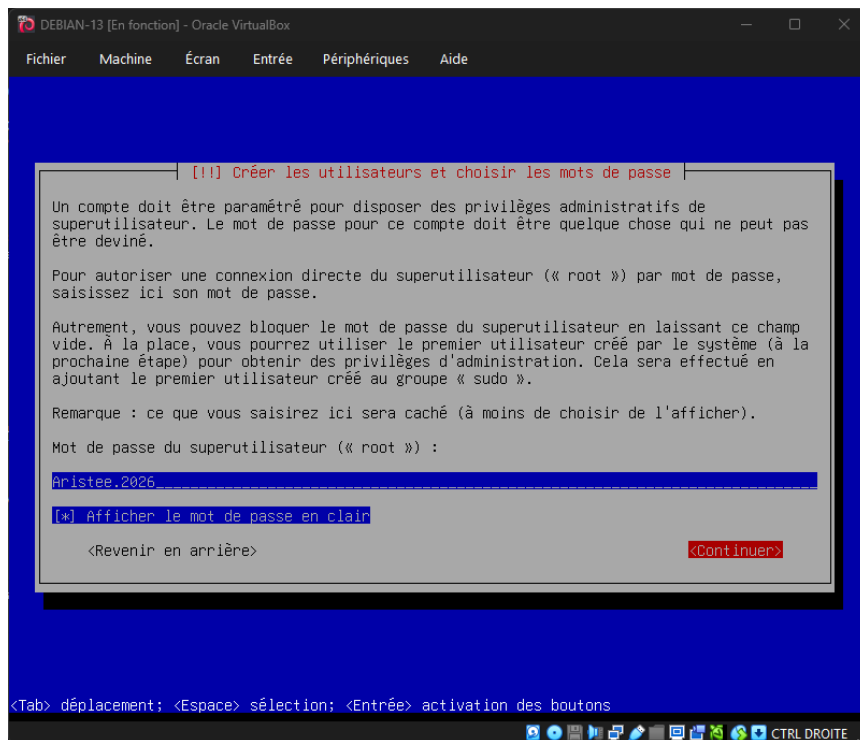 DEBIAN-13 [En fonction] - Oracle VirtualBox
Fichier Machine Écran Entrée Périphériques Aide
[!!] Créer les utilisateurs et choisir les mots de passe
Un compte doit être paramétré pour disposer des privilèges administratifs de
superutilisateur. Le mot de passe pour ce compte doit être quelque chose qui ne peut pas
être deviné.
Pour autoriser une connexion directe du superutilisateur (« root ») par mot de passe,
saisissez ici son mot de passe.
Autrement, vous pouvez bloquer le mot de passe du superutilisateur en laissant ce champ
vide. À la place, vous pourrez utiliser le premier utilisateur créé par le système (à la
prochaine étape) pour obtenir des privilèges d'administration. Cela sera effectué en
ajoutant le premier utilisateur créé au groupe « sudo ».
Remarque : ce que vous saisirez ici sera caché (à moins de choisir de l'afficher).
Mot de passe du superutilisateur (« root ») :
Aristee.2026
[*] Afficher le mot de passe en clair
<Revenir en arrière> <Continuer>
<Tab> déplacement; <Espace> sélection; <Entrée> activation des boutons
CTRL DROITE